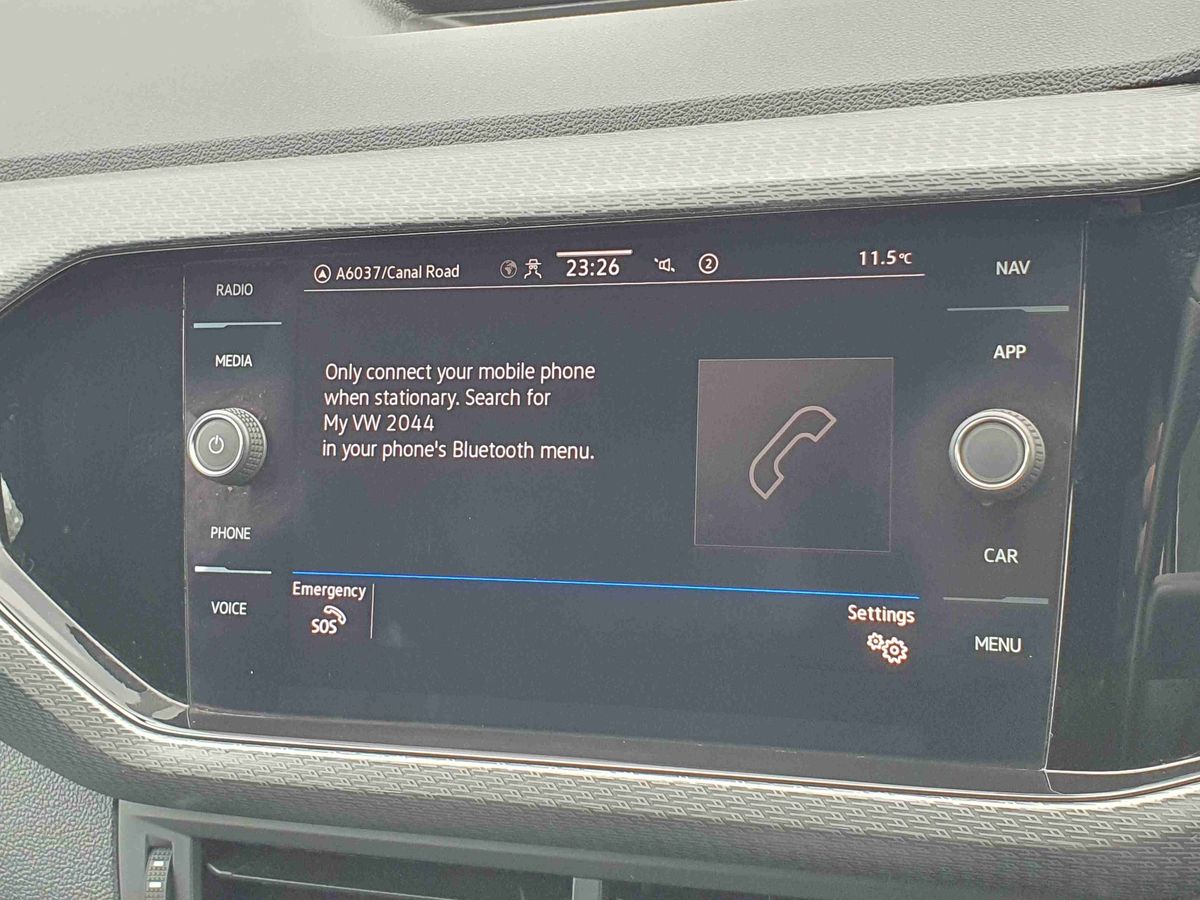 RADIO
MEDIA
PHONE
VOICE
A6037/Canal Road
23:26
2
11.5°C
Only connect your mobile phone
when stationary. Search for
My VW 2044
in your phone's Bluetooth menu.
Emergency
SOS
Settings
NAV
APP
CAR
MENU